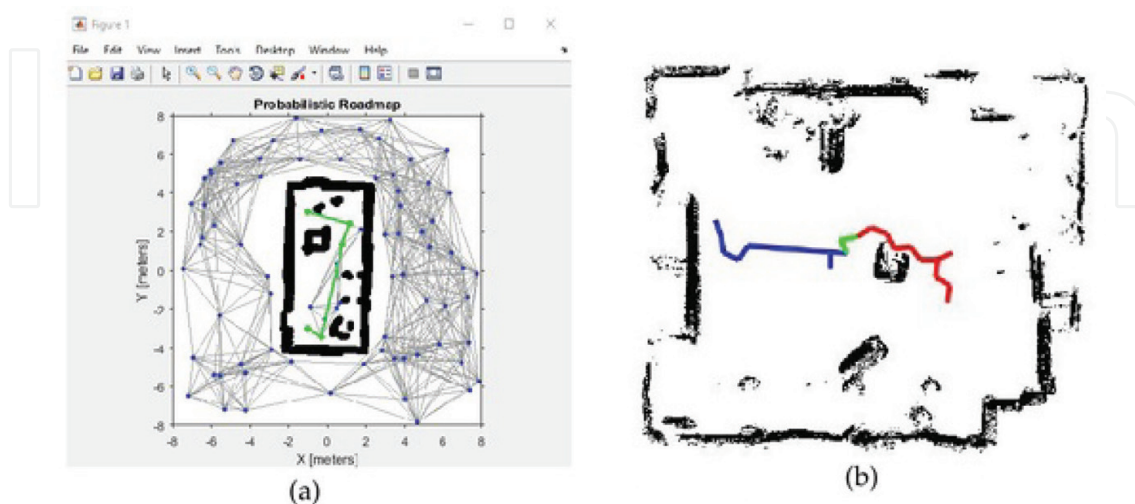 Figure 1
File Edit View Insert Tools Desktop Window Help
Probabilistic Roadmap
8
6
4
2
0
-2
-4
-6
-8
Y [meters]
-8 -6 -4 -2 0 2 4 6 8
X [meters]
(a)
(b)